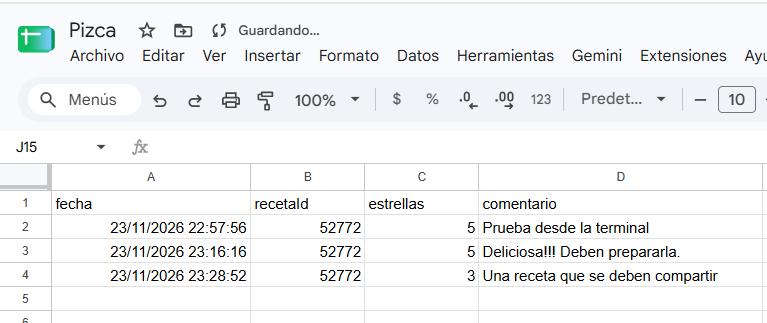 Pizca Guardando...
Archivo Editar Ver Insertar Formato Datos Herramientas Gemini Extensiones
Menús 100% $ % .0 .00 123 Predet... 10
J15 fx
A B C D
1 fecha recetaId estrellas comentario
2 23/11/2026 22:57:56 52772 5 Prueba desde la terminal
3 23/11/2026 23:16:16 52772 5 Deliciosa!!! Deben prepararla.
4 23/11/2026 23:28:52 52772 3 Una receta que se deben compartir
5